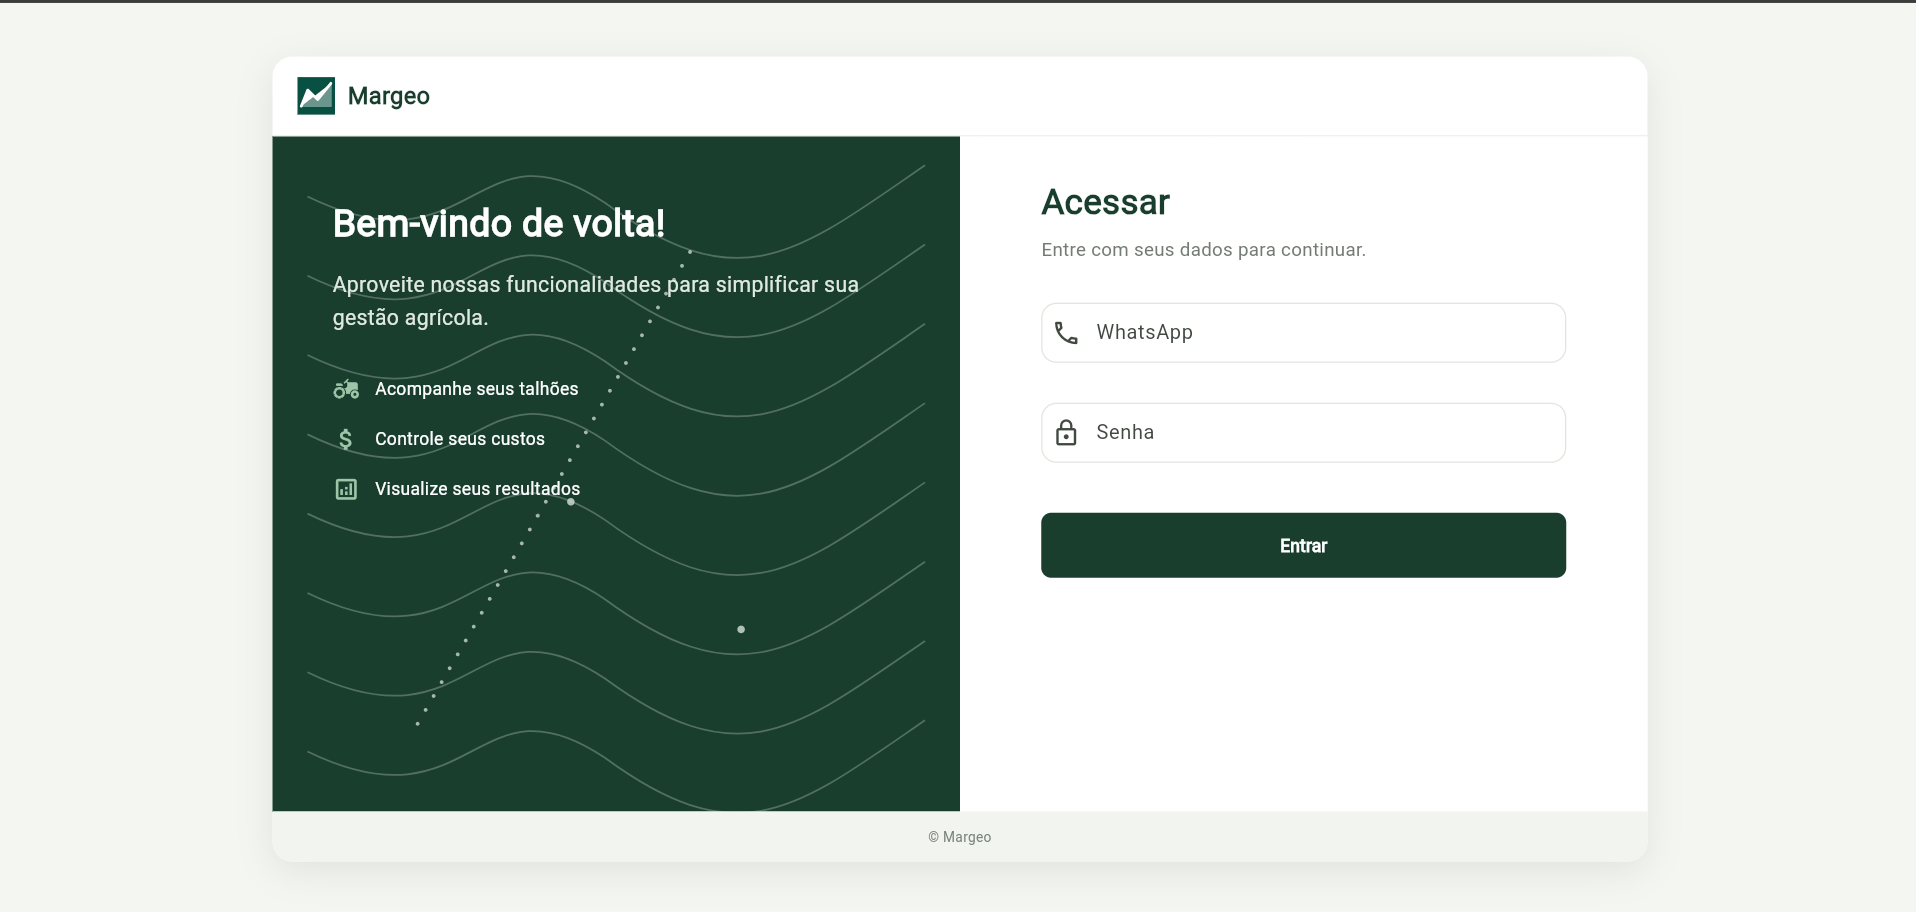 Margeo
Bem-vindo de volta!
Aproveite nossas funcionalidades para simplificar sua
gestão agrícola.
Acompanhe seus talhões
Controle seus custos
Visualize seus resultados
Acessar
Entre com seus dados para continuar.
WhatsApp
Senha
Entrar
© Margeo